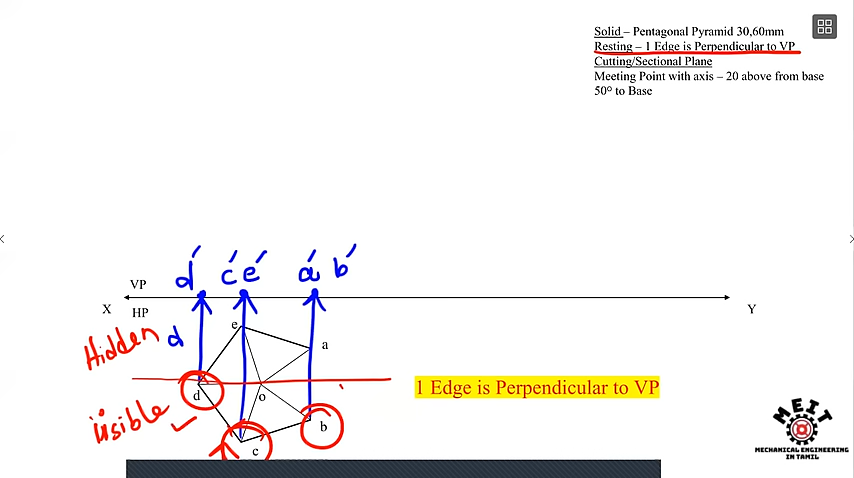 Solid – Pentagonal Pyramid 30,60mm
Resting – 1 Edge is Perpendicular to VP
Cutting/Sectional Plane
Meeting Point with axis – 20 above from base
50° to Base
d' c' e' a' b'
VP
X Y
HP
Hidden d
e
a
d o
1 Edge is Perpendicular to VP
visible
b
c
MEIT
MECHANICAL ENGINEERING
IN TAMIL